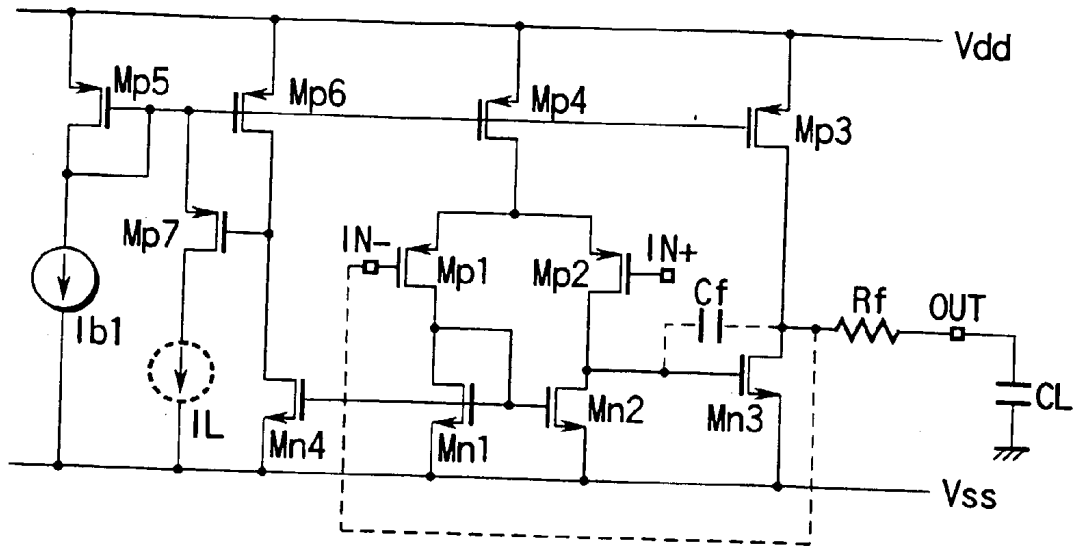 Vdd
Mp5
Mp6
Mp4
Mp3
Mp7
IN-
Mp1
Mp2
IN+
Cf
Rf
OUT
Ib1
IL
Mn4
Mn1
Mn2
Mn3
CL
Vss